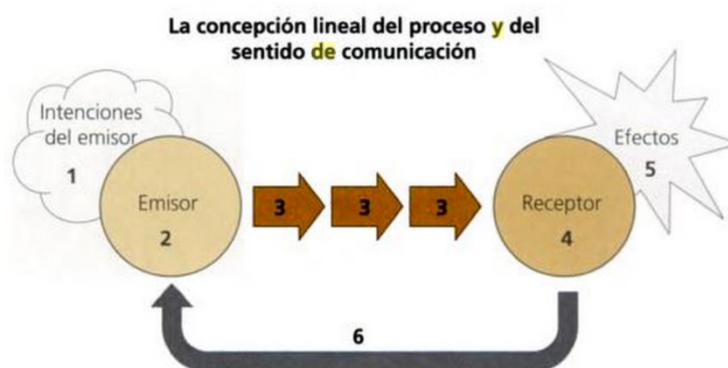 La concepción lineal del proceso y del
sentido de comunicación
Intenciones
del emisor
1
Emisor
2
3
3
3
Receptor
4
Efectos
5
6